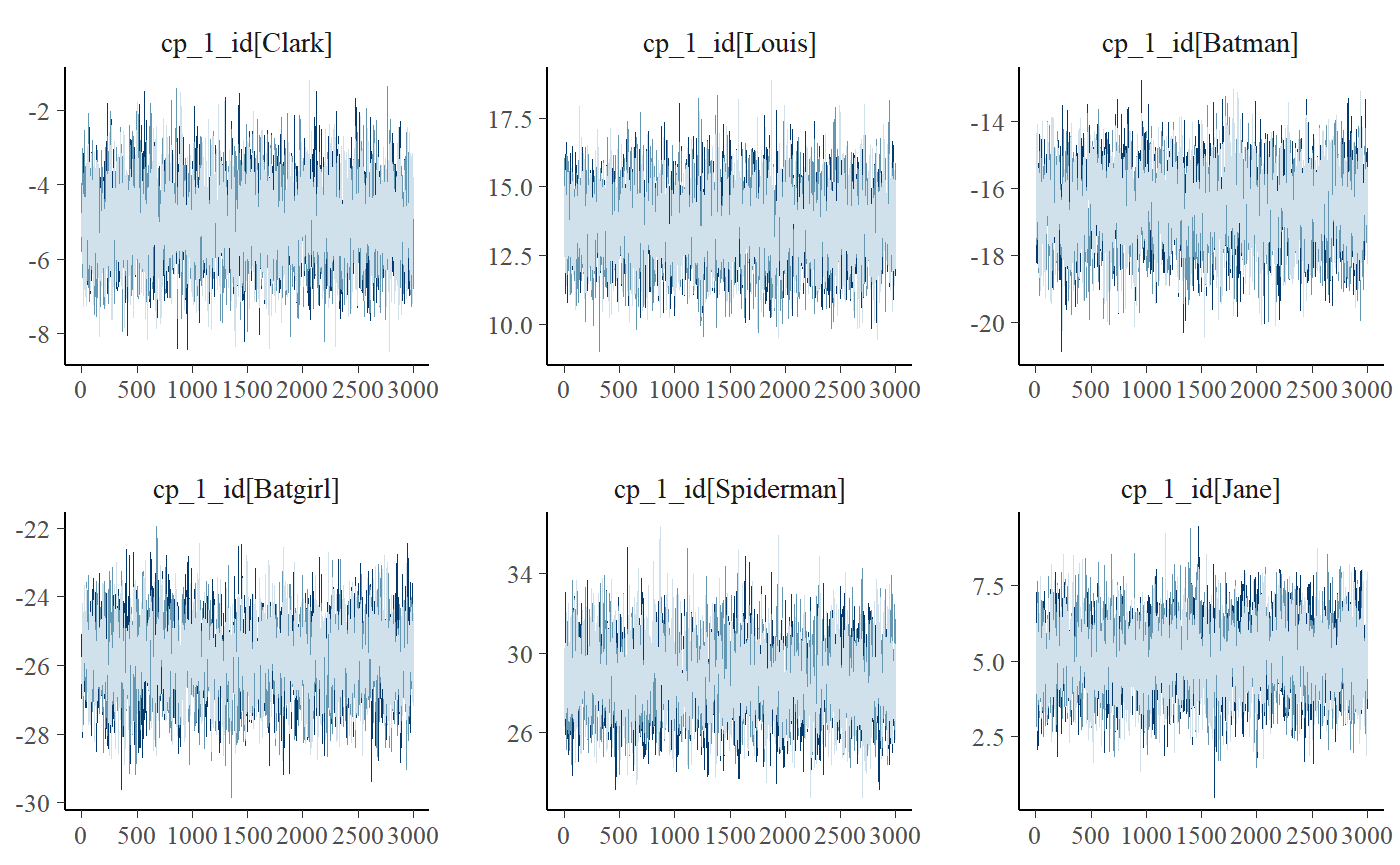 cp_1_id[Clark] cp_1_id[Louis] cp_1_id[Batman]
-2 17.5 -14
-4 15.0 -16
-6 12.5 -18
-8 10.0 -20
0 500 1000 1500 2000 2500 3000 0 500 1000 1500 2000 2500 3000 0 500 1000 1500 2000 2500 3000
cp_1_id[Batgirl] cp_1_id[Spiderman] cp_1_id[Jane]
-22 34 7.5
-24 30 5.0
-26 26 2.5
-28
-30
0 500 1000 1500 2000 2500 3000 0 500 1000 1500 2000 2500 3000 0 500 1000 1500 2000 2500 3000